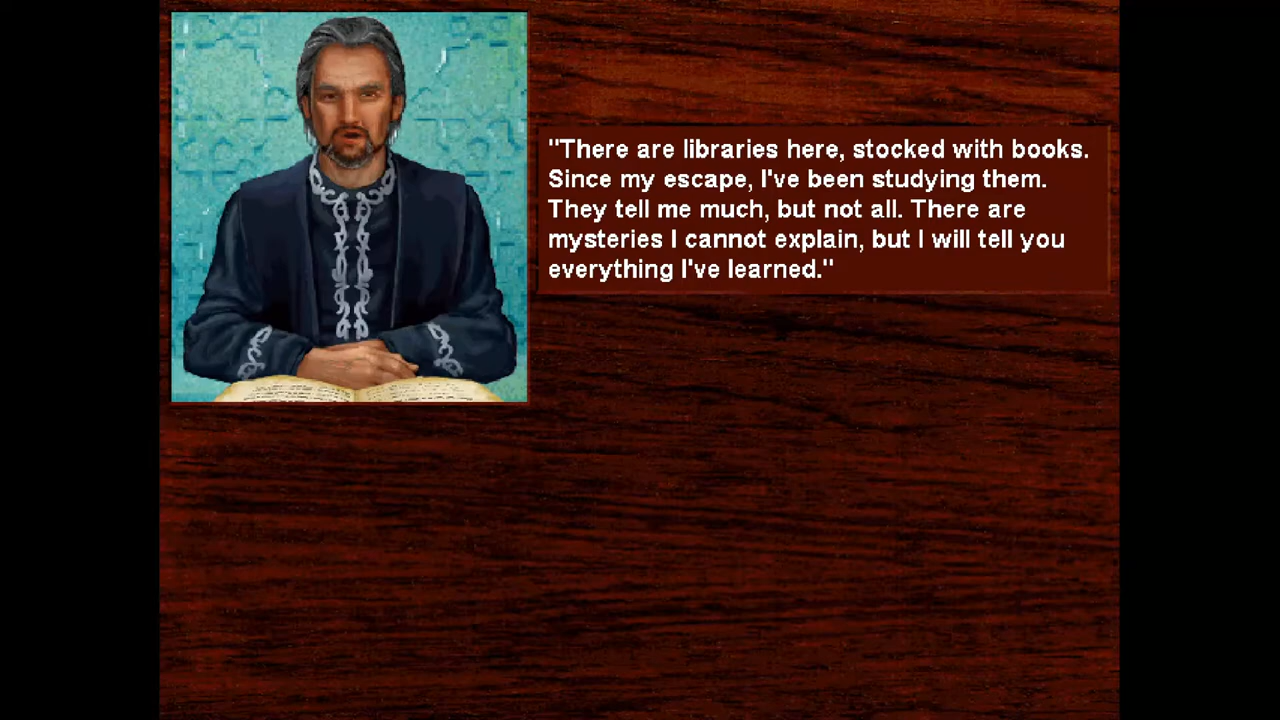 "There are libraries here, stocked with books.
Since my escape, I've been studying them.
They tell me much, but not all. There are
mysteries I cannot explain, but I will tell you
everything I've learned."